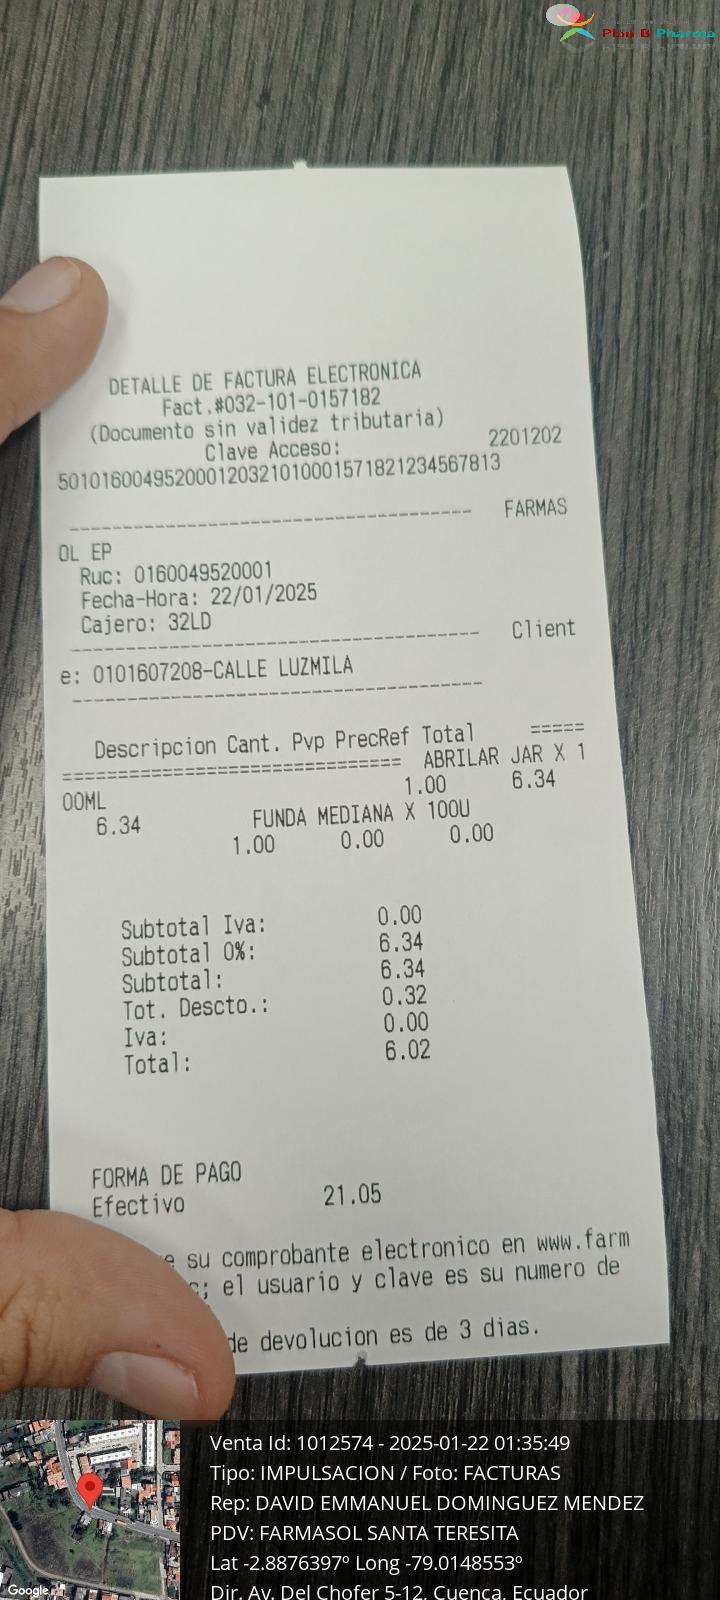 Plan B Pharma
DETALLE DE FACTURA ELECTRONICA
Fact.#032-101-0157182
(Documento sin validez tributaria)
Clave Acceso: 2201202
501016004952000120321010001571821234567813
---------------------------------- FARMAS
OL EP
Ruc: 0160049520001
Fecha-Hora: 22/01/2025
Cajero: 32LD
---------------------------------- Client
e: 0101607208-CALLE LUZMILA
----------------------------------
Descripcion Cant. Pvp PrecRef Total =====
================================ ABRILAR JAR X 1
00ML 1.00 6.34
6.34 FUNDA MEDIANA X 100U
1.00 0.00 0.00
Subtotal Iva: 0.00
Subtotal 0%: 6.34
Subtotal: 6.34
Tot. Descto.: 0.32
Iva: 0.00
Total: 6.02
FORMA DE PAGO
Efectivo 21.05
su comprobante electronico en www.farm
; el usuario y clave es su numero de
de devolucion es de 3 dias.
Venta Id: 1012574 - 2025-01-22 01:35:49
Tipo: IMPULSACION / Foto: FACTURAS
Rep: DAVID EMMANUEL DOMINGUEZ MENDEZ
PDV: FARMASOL SANTA TERESITA
Lat -2.8876397º Long -79.0148553º
Dir. Av. Del Chofer 5-12, Cuenca, Ecuador
Google